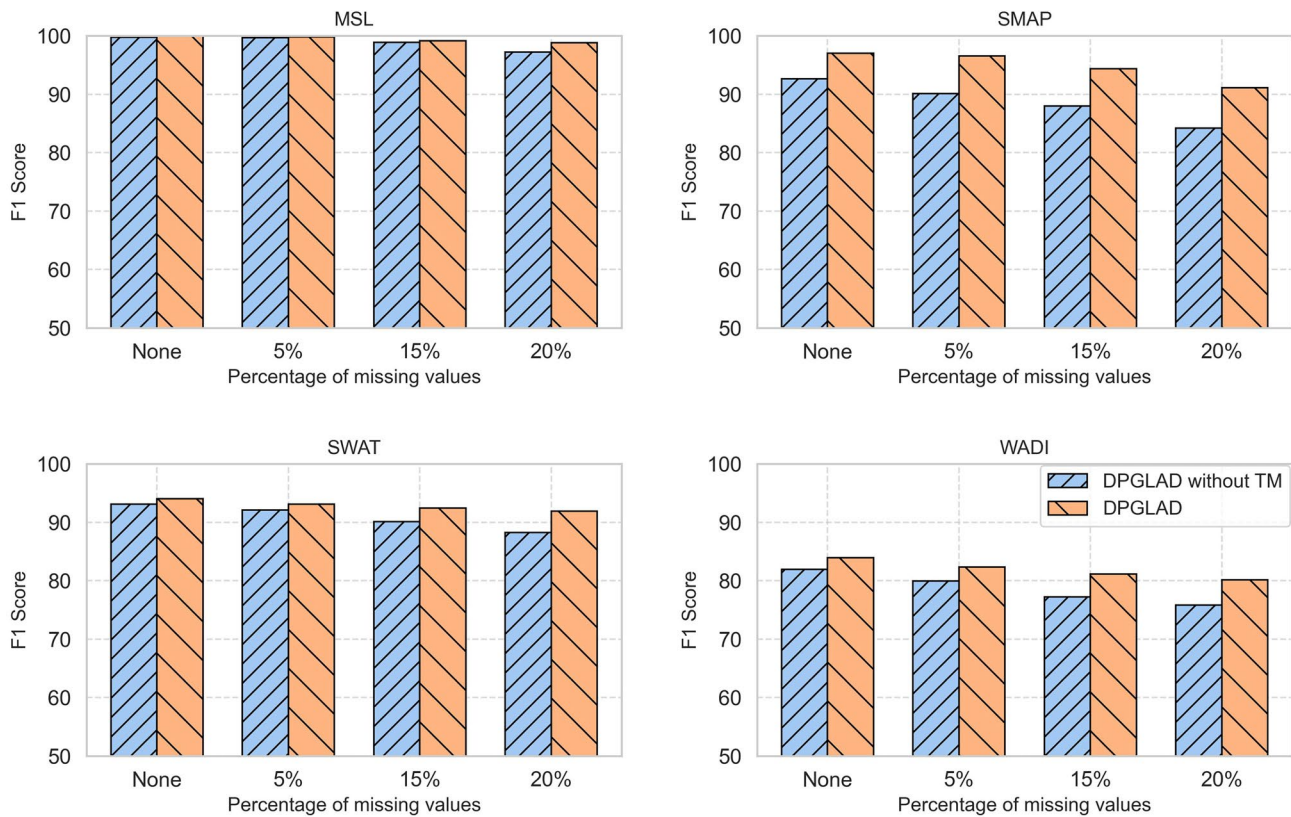 MSL
100
90
80
70
60
50
F1 Score
None 5% 15% 20%
Percentage of missing values
SMAP
100
90
80
70
60
50
F1 Score
None 5% 15% 20%
Percentage of missing values
SWAT
100
90
80
70
60
50
F1 Score
None 5% 15% 20%
Percentage of missing values
WADI
100
90
80
70
60
50
F1 Score
DPGLAD without TM
DPGLAD
None 5% 15% 20%
Percentage of missing values